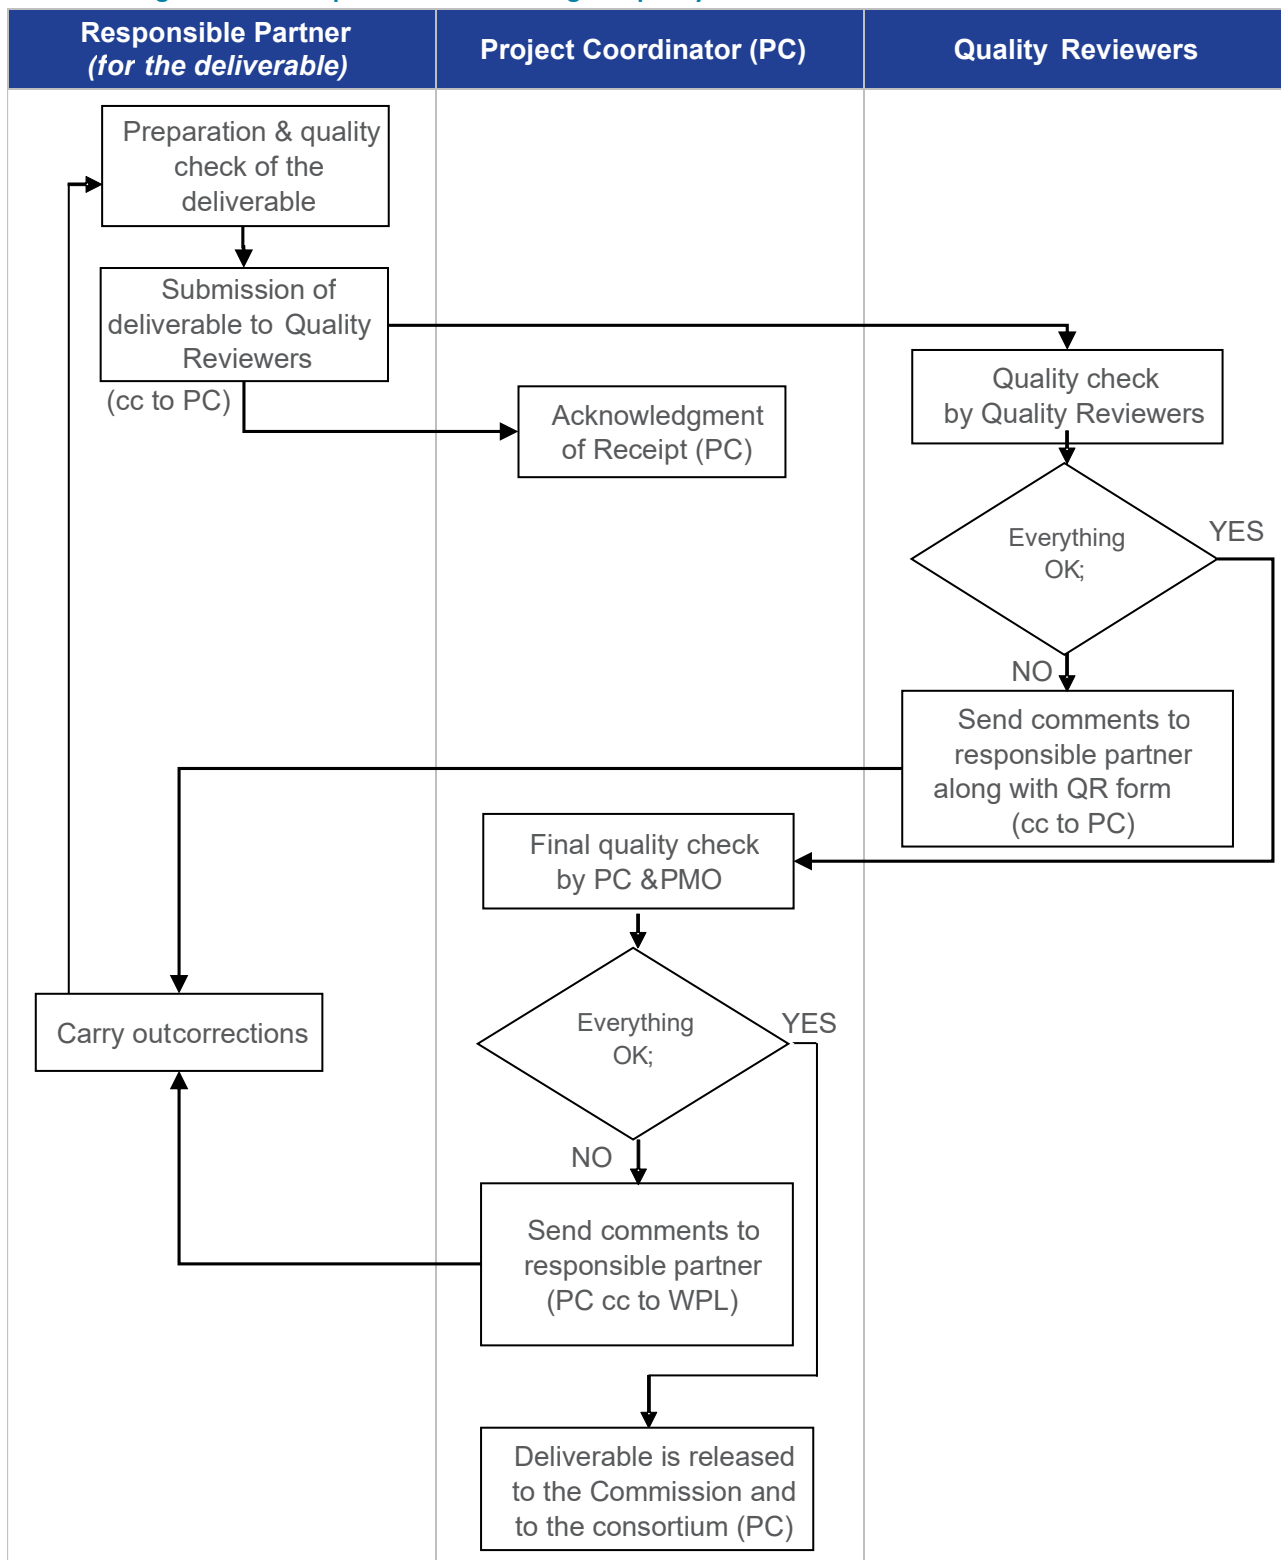 Responsible Partner
(for the deliverable)
Project Coordinator (PC)
Quality Reviewers
Preparation & quality
check of the
deliverable
Submission of
deliverable to Quality
Reviewers
(cc to PC)
Acknowledgment
of Receipt (PC)
Quality check
by Quality Reviewers
Everything
OK;
YES
NO
Send comments to
responsible partner
along with QR form
(cc to PC)
Final quality check
by PC &PMO
Carry outcorrections
Everything
OK;
YES
NO
Send comments to
responsible partner
(PC cc to WPL)
Deliverable is released
to the Commission and
to the consortium (PC)